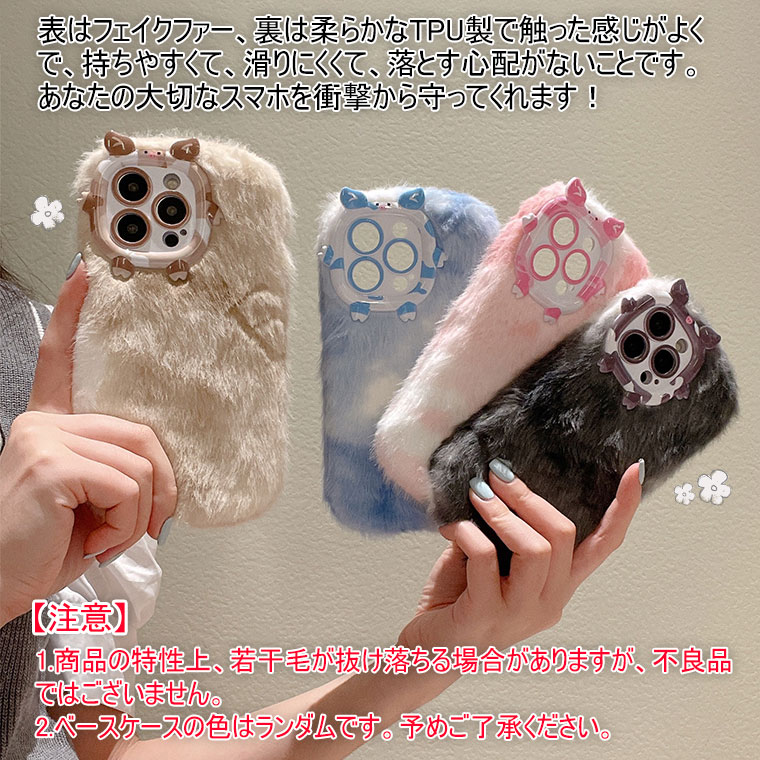 表はフェイクファー、裏は柔らかなTPU製で触った感じがよく
で、持ちやすくて、滑りにくくて、落とす心配がないことです。
あなたの大切なスマホを衝撃から守ってくれます！
【注意】
1.商品の特性上、若干毛が抜け落ちる場合がありますが、不良品
ではございません。
2.ベースケースの色はランダムです。予めご了承ください。